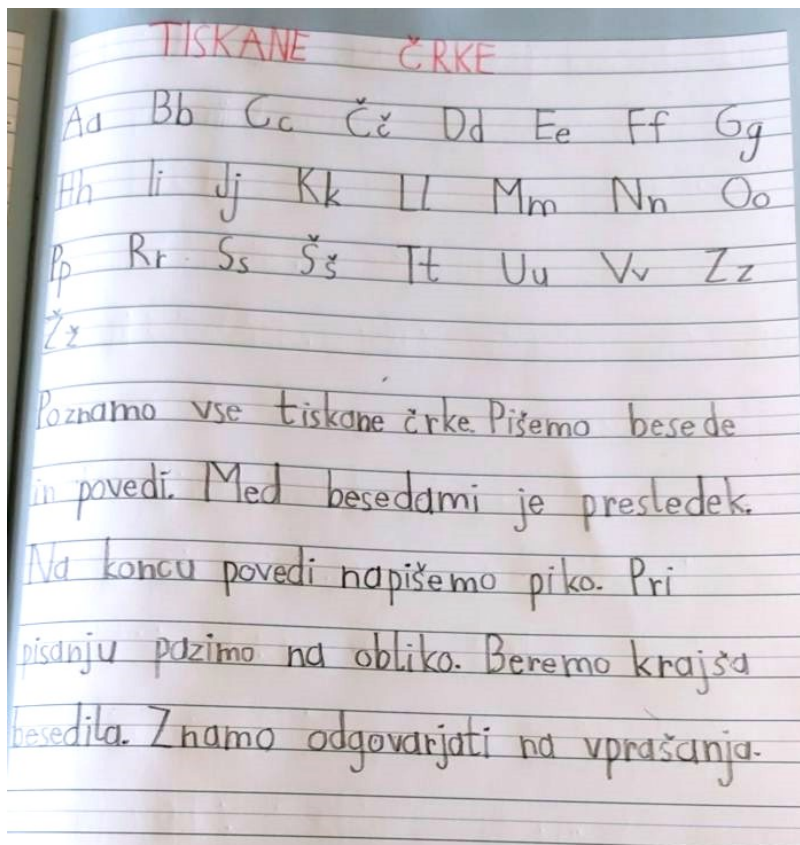 TISKANE ČRKE
Aa Bb Cc Čč Dd Ee Ff Gg
Hh Ii Jj Kk Ll Mm Nn Oo
Pp Rr Ss Šš Tt Uu Vv Zz
Žž
Poznamo vse tiskane črke. Pišemo besede
in povedi. Med besedami je presledek.
Na koncu povedi napišemo piko. Pri
pisanju pazimo na obliko. Beremo krajša
besedila. Znamo odgovarjati na vprašanja.